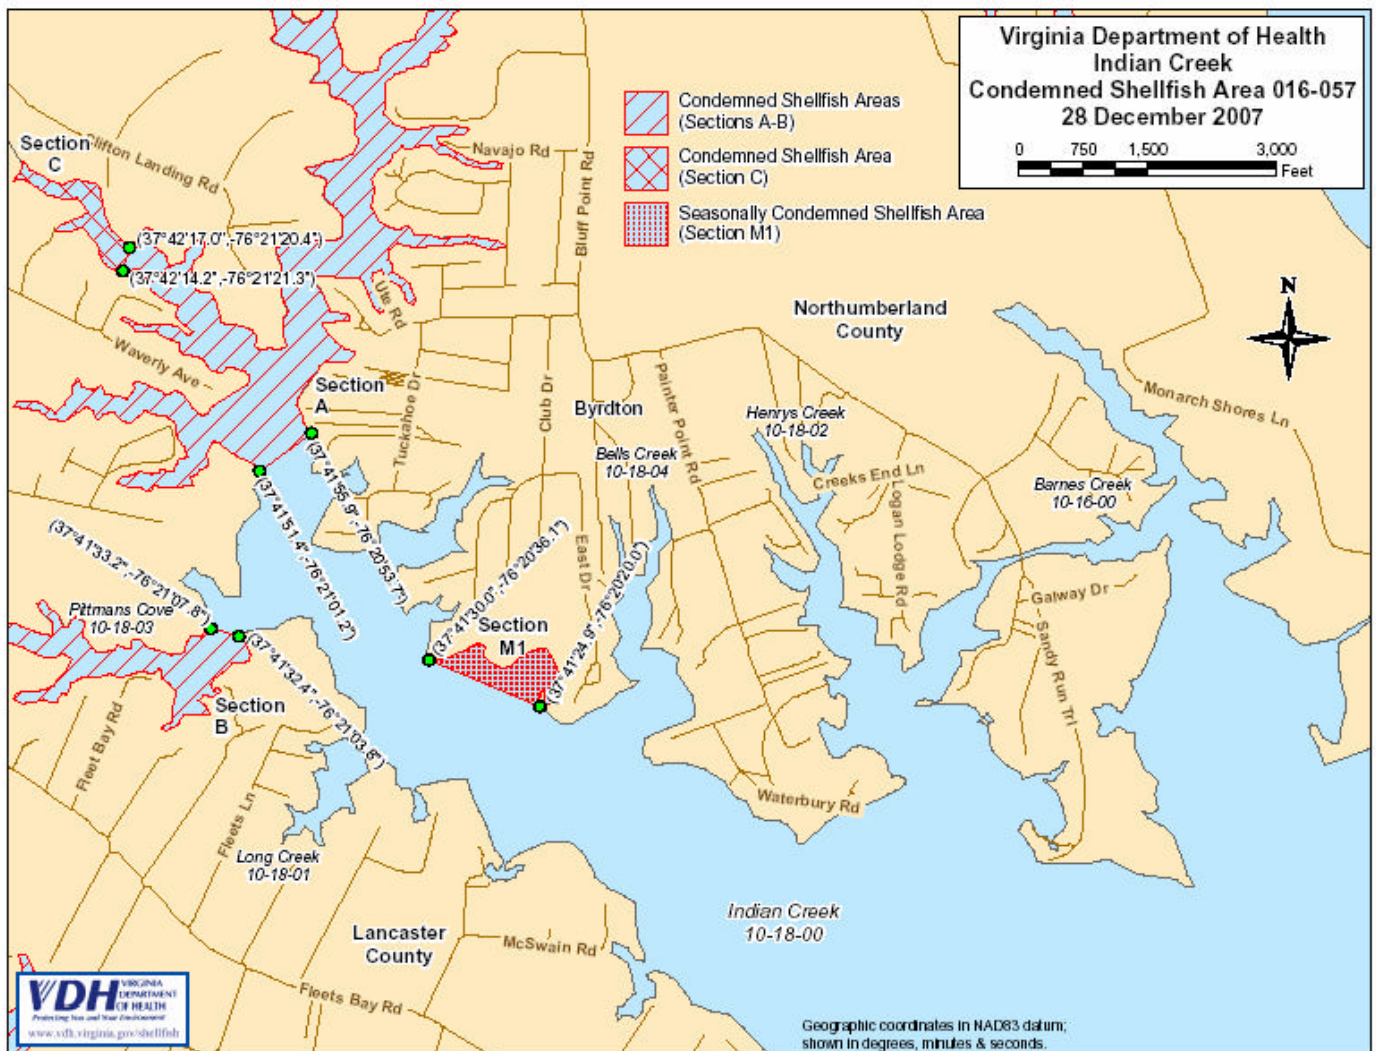 Virginia Department of Health
Indian Creek
Condemned Shellfish Area 016-057
28 December 2007
0 750 1,500 3,000
Feet
Condemned Shellfish Areas
(Sections A-B)
Condemned Shellfish Area
(Section C)
Seasonally Condemned Shellfish Area
(Section M1)
Section
C
Clifton Landing Rd
Navajo Rd
Bluff Point Rd
(37°42'17.0",-76°21'20.4")
(37°42'14.2",-76°21'21.3")
Ute Rd
Waverly Ave
Northumberland
County
N
Section
A
Tuckahoe Dr
Club Dr
Byrdton
Painter Point Rd
Henrys Creek
10-18-02
Monarch Shores Ln
Bells Creek
10-18-04
Creeks End Ln
Logan Lodge Rd
Barnes Creek
10-16-00
(37°41'55.9",-76°20'53.7")
(37°41'51.4",-76°21'01.2")
(37°41'33.2",-76°21'07.8")
(37°41'30.0",-76°20'36.1")
East Dr
(37°41'24.9",-76°20'20.0")
Pittmans Cove
10-18-03
Section
M1
Galway Dr
Sandy Run Trl
(37°41'32.4",-76°21'03.8")
Section
B
Fleet Bay Rd
Fleets Ln
Waterbury Rd
Long Creek
10-18-01
Indian Creek
10-18-00
Lancaster
County
McSwain Rd
Fleets Bay Rd
VDH VIRGINIA
DEPARTMENT
OF HEALTH
Protecting You and Your Environment
www.vdh.virginia.gov/shellfish
Geographic coordinates in NAD83 datum;
shown in degrees, minutes & seconds.